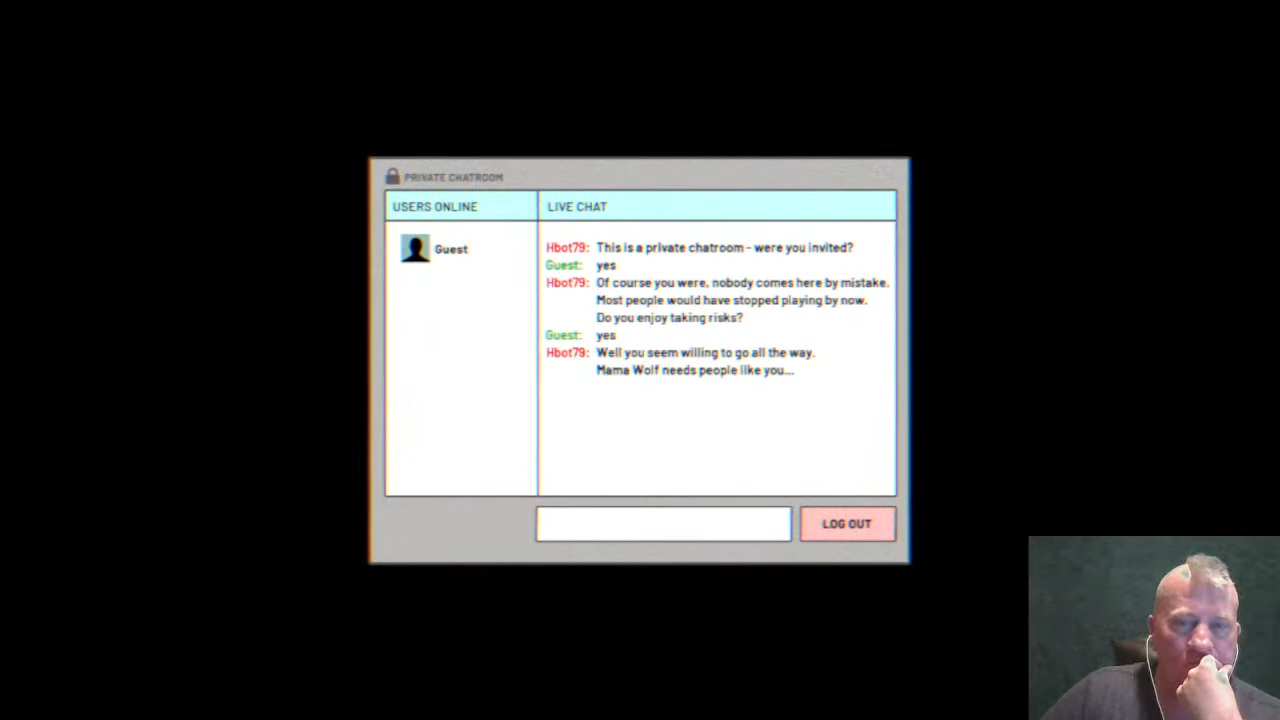 PRIVATE CHATROOM
USERS ONLINE
LIVE CHAT
Guest
Hbot79: This is a private chatroom - were you invited?
Guest: yes
Hbot79: Of course you were, nobody comes here by mistake.
Most people would have stopped playing by now.
Do you enjoy taking risks?
Guest: yes
Hbot79: Well you seem willing to go all the way.
Mama Wolf needs people like you...
LOG OUT